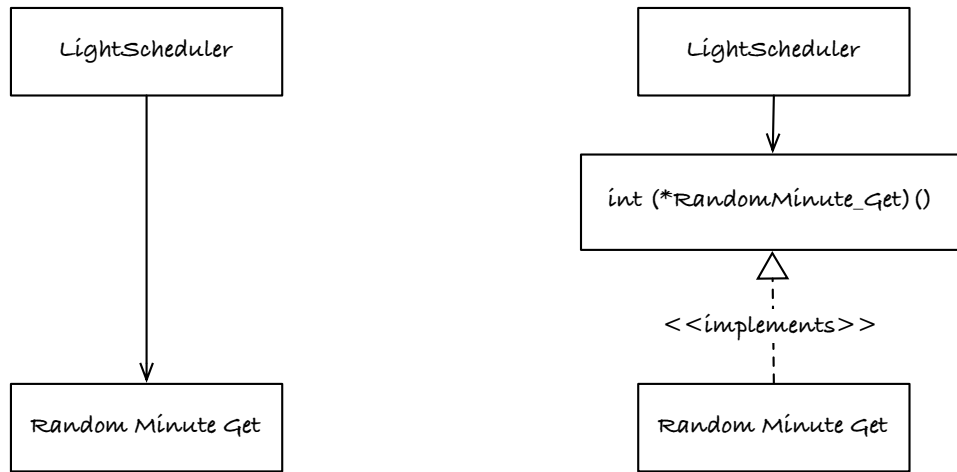 LightScheduler
LightScheduler
int (*RandomMinute_Get)()
<<implements>>
Random Minute Get
Random Minute Get